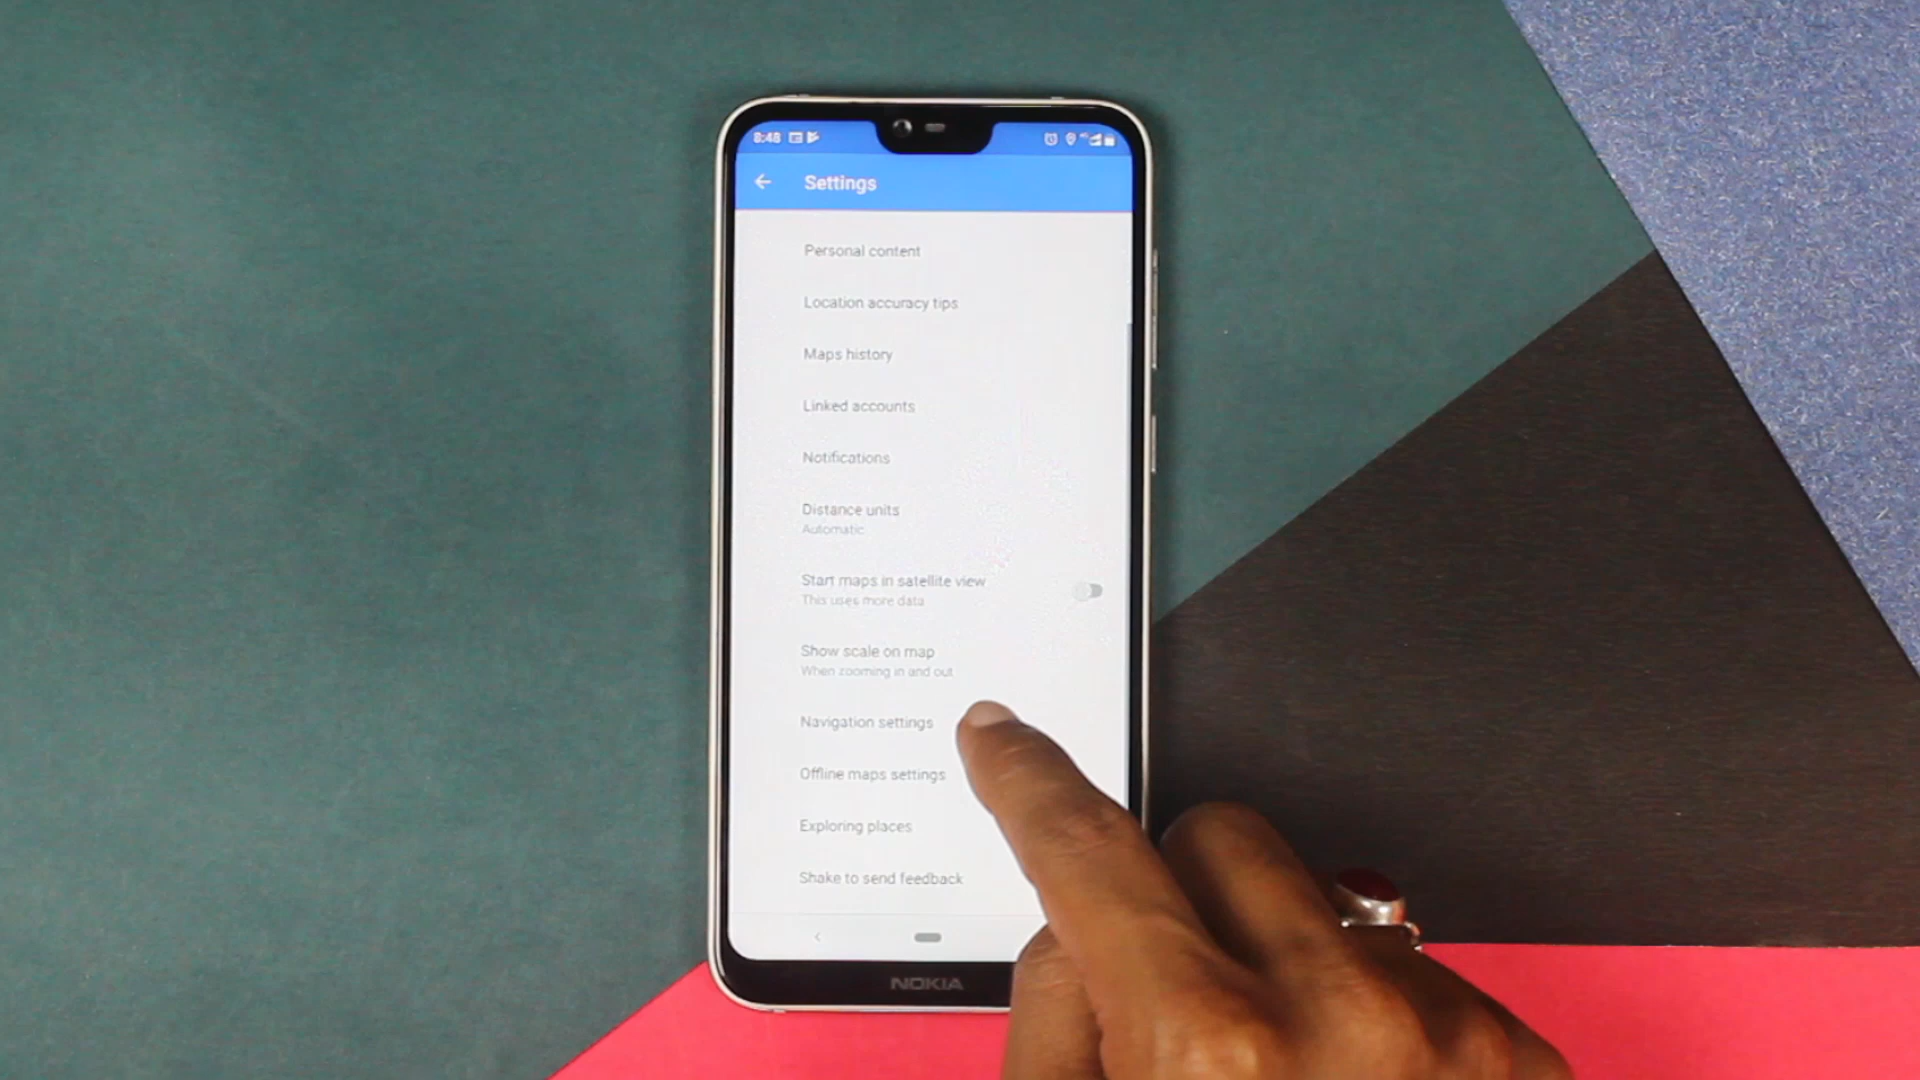 8:48
Settings
Personal content
Location accuracy tips
Maps history
Linked accounts
Notifications
Distance units
Automatic
Start maps in satellite view
This uses more data
Show scale on map
When zooming in and out
Navigation settings
Offline maps settings
Exploring places
Shake to send feedback
NOKIA